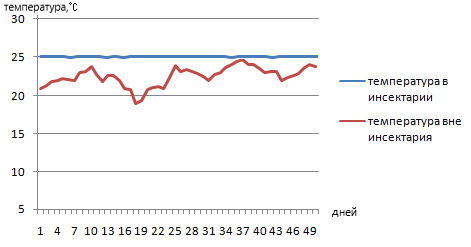 температура,°С
30
25
20
15
10
5
1 4 7 10 13 16 19 22 25 28 31 34 37 40 43 46 49
дней
температура в
инсектарии
температура вне
инсектария